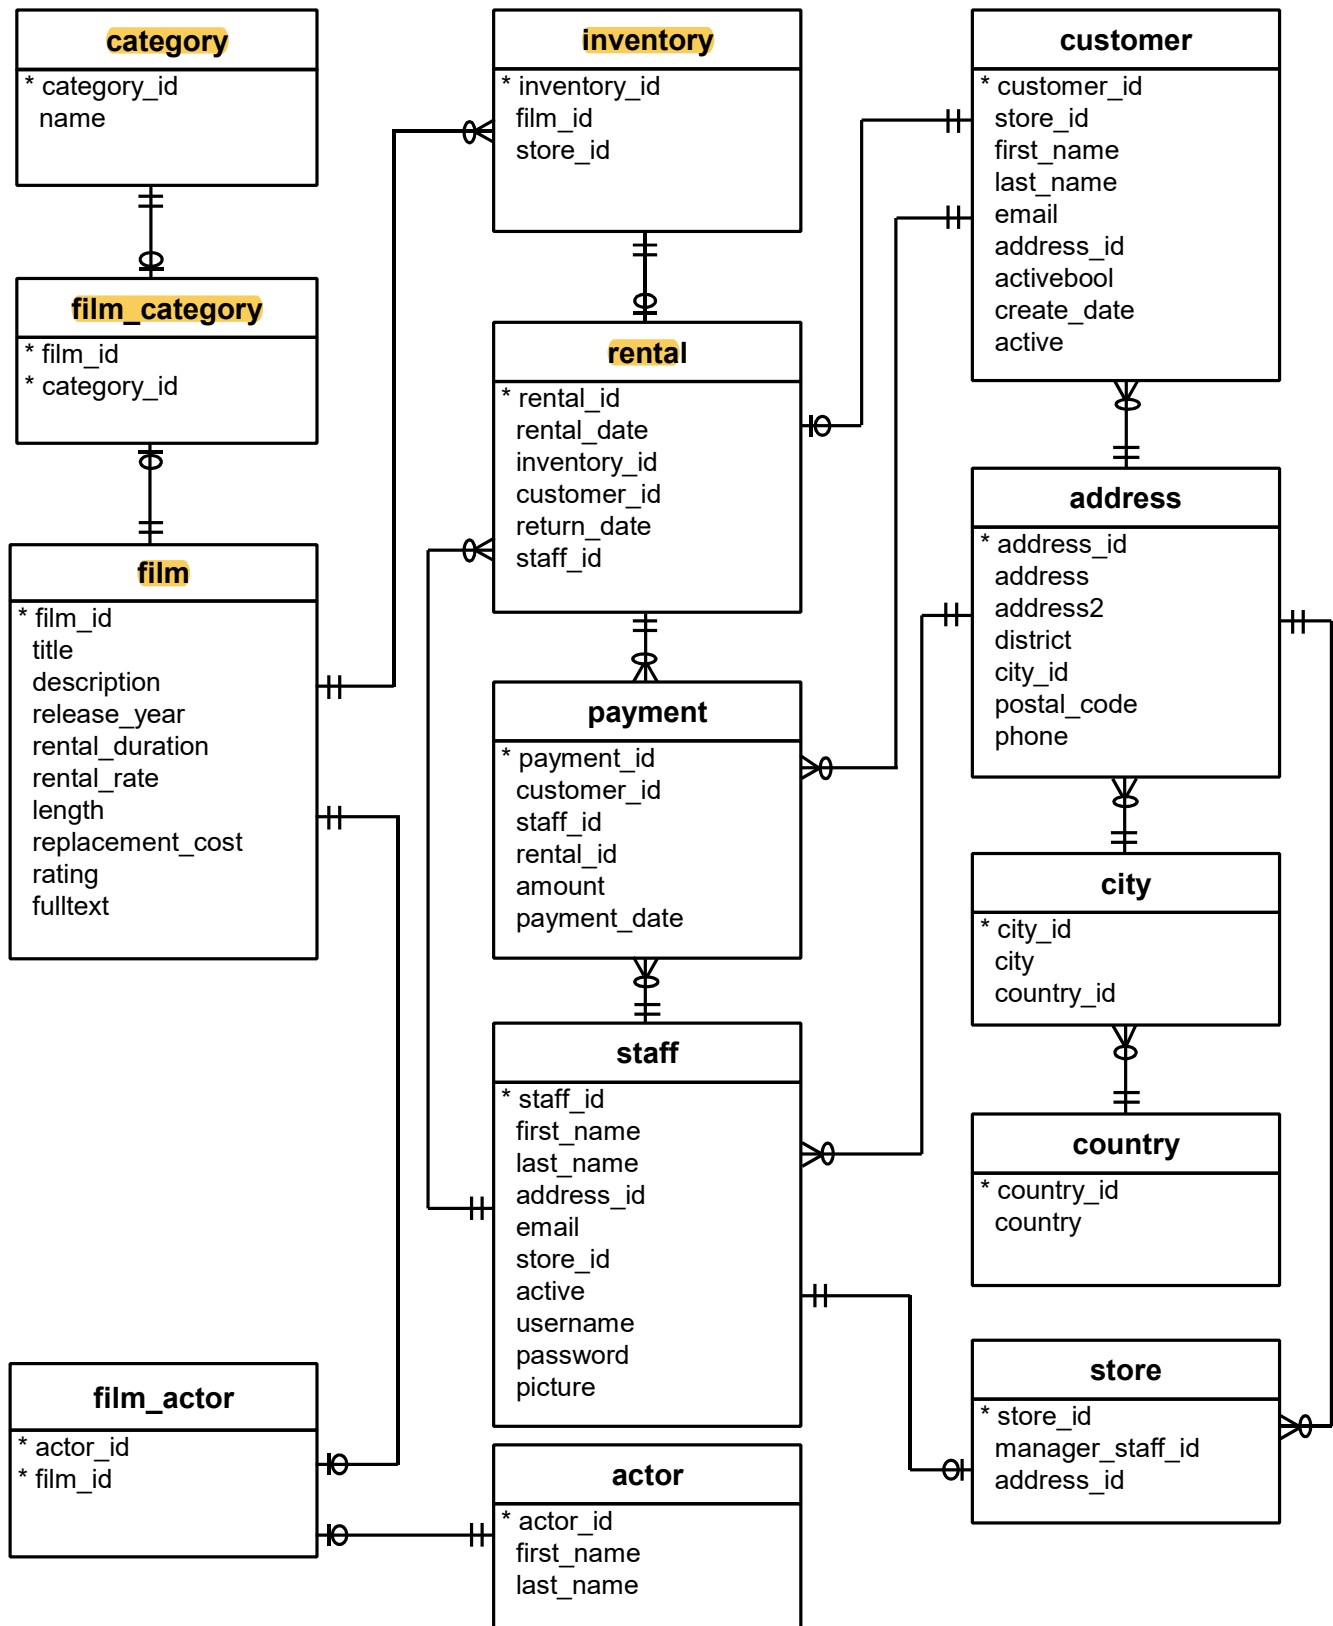 category
* category_id
name
film_category
* film_id
* category_id
film
* film_id
title
description
release_year
rental_duration
rental_rate
length
replacement_cost
rating
fulltext
film_actor
* actor_id
* film_id
inventory
* inventory_id
film_id
store_id
rental
* rental_id
rental_date
inventory_id
customer_id
return_date
staff_id
payment
* payment_id
customer_id
staff_id
rental_id
amount
payment_date
staff
* staff_id
first_name
last_name
address_id
email
store_id
active
username
password
picture
actor
* actor_id
first_name
last_name
customer
* customer_id
store_id
first_name
last_name
email
address_id
activebool
create_date
active
address
* address_id
address
address2
district
city_id
postal_code
phone
city
* city_id
city
country_id
country
* country_id
country
store
* store_id
manager_staff_id
address_id